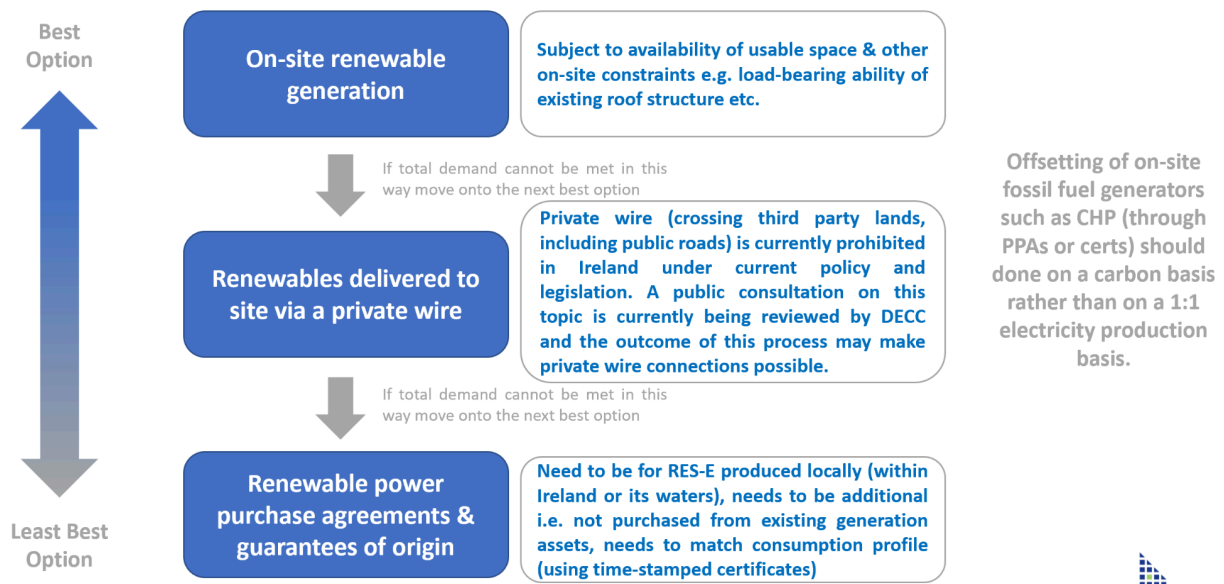 Best
Option
On-site renewable
generation
Subject to availability of usable space & other
on-site constraints e.g. load-bearing ability of
existing roof structure etc.
If total demand cannot be met in this
way move onto the next best option
Renewables delivered to
site via a private wire
Private wire (crossing third party lands,
including public roads) is currently prohibited
in Ireland under current policy and
legislation. A public consultation on this
topic is currently being reviewed by DECC
and the outcome of this process may make
private wire connections possible.
If total demand cannot be met in this
way move onto the next best option
Renewable power
purchase agreements &
guarantees of origin
Need to be for RES-E produced locally (within
Ireland or its waters), needs to be additional
i.e. not purchased from existing generation
assets, needs to match consumption profile
(using time-stamped certificates)
Least Best
Option
Offsetting of on-site
fossil fuel generators
such as CHP (through
PPAs or certs) should
done on a carbon basis
rather than on a 1:1
electricity production
basis.